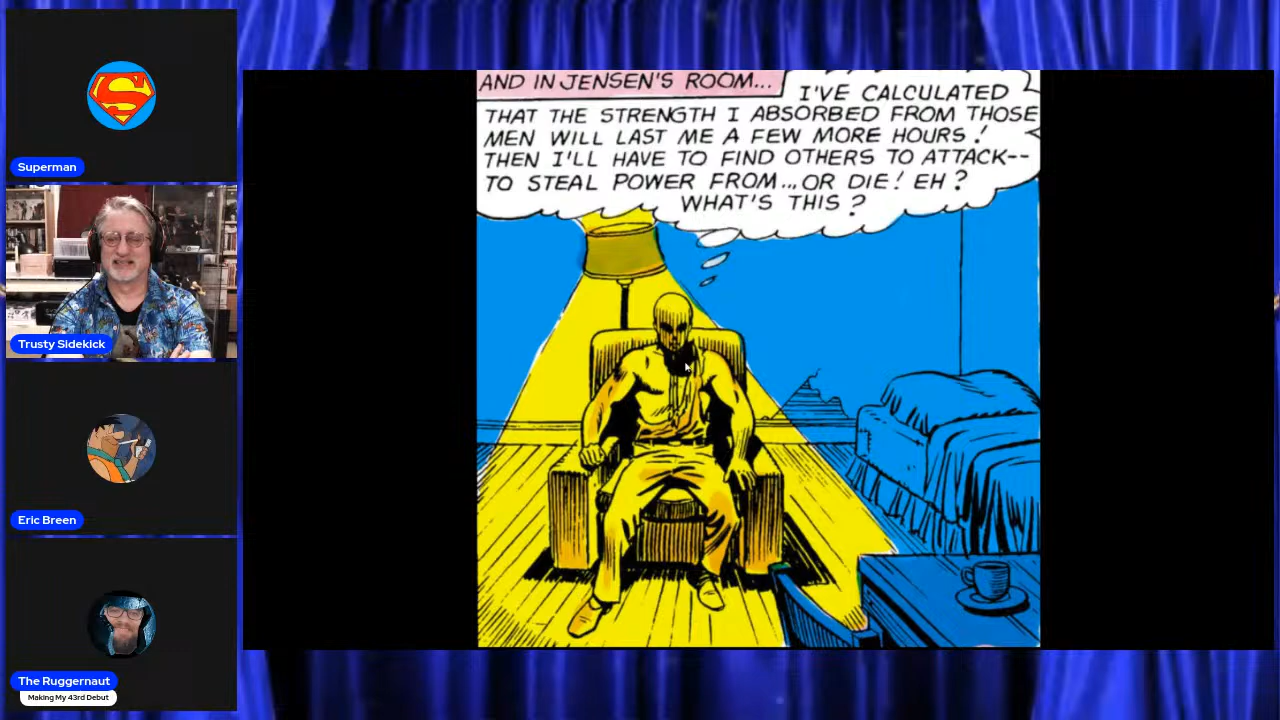 Superman
Trusty Sidekick
Eric Breen
The Ruggernaut
Making My 43rd Debut
AND IN JENSEN'S ROOM...
I'VE CALCULATED
THAT THE STRENGTH I ABSORBED FROM THOSE
MEN WILL LAST ME A FEW MORE HOURS!
THEN I'LL HAVE TO FIND OTHERS TO ATTACK--
TO STEAL POWER FROM...OR DIE! EH?
WHAT'S THIS?